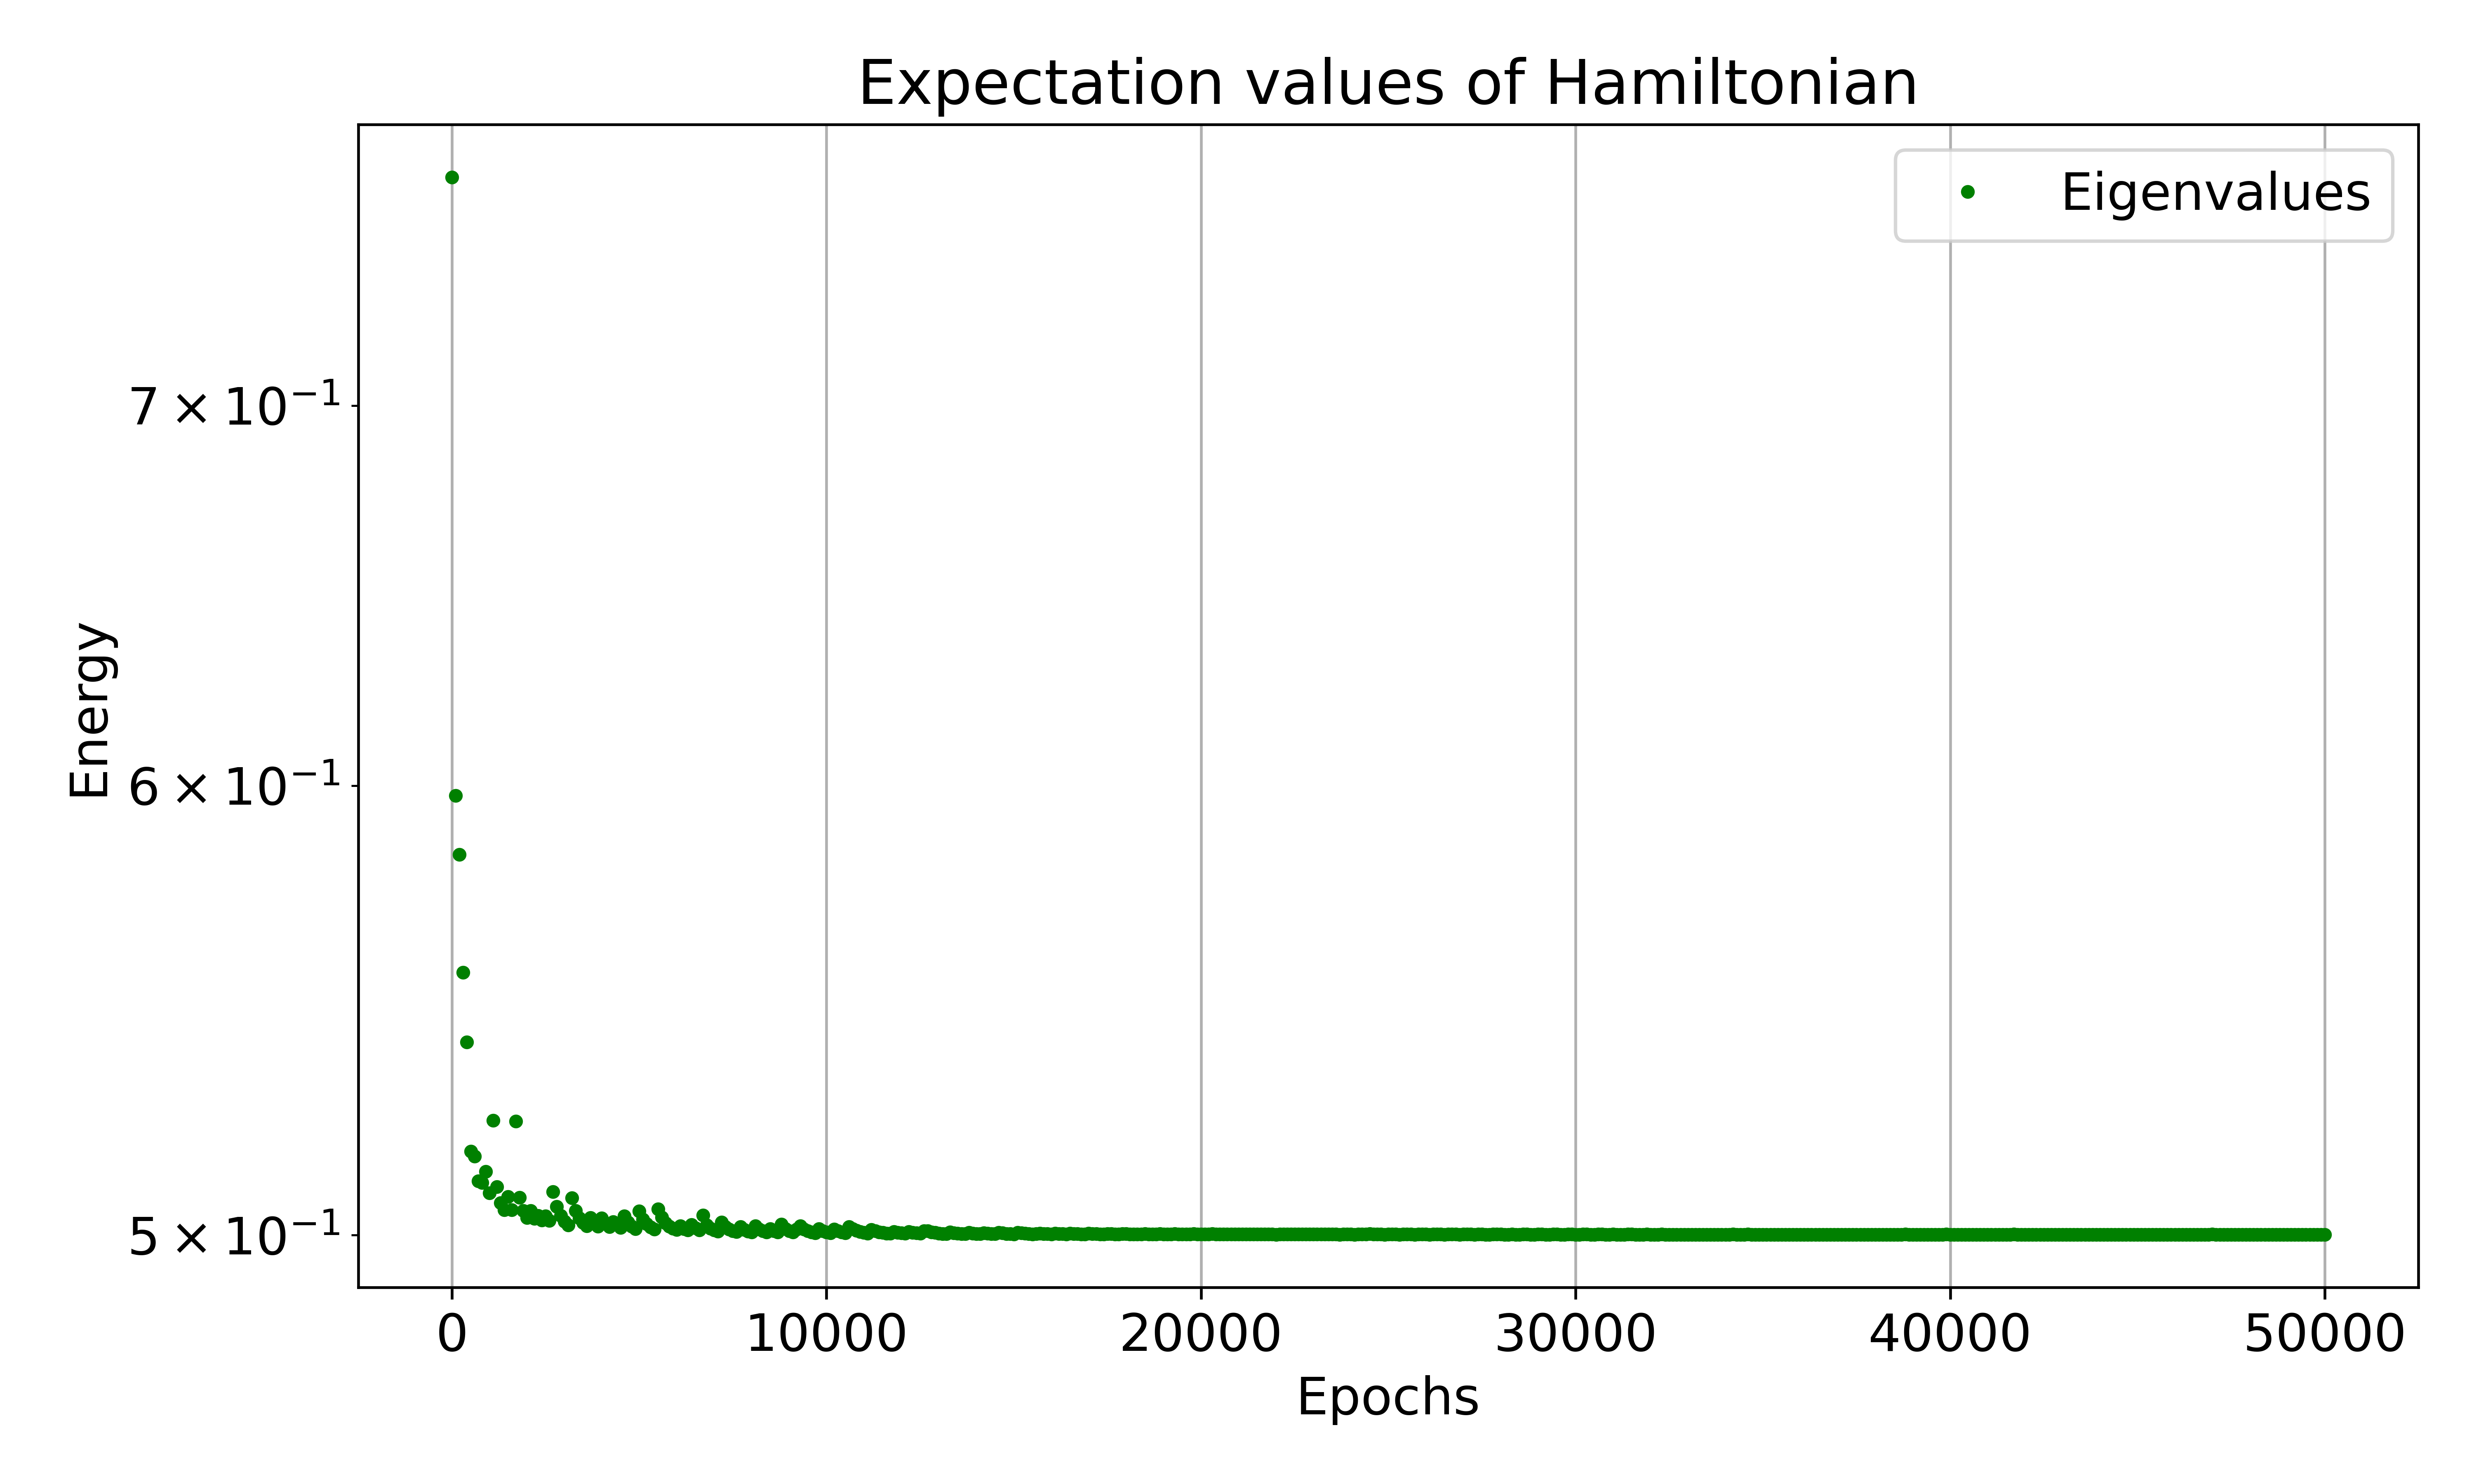 Expectation values of Hamiltonian
Eigenvalues
Energy
7 × 10⁻¹
6 × 10⁻¹
5 × 10⁻¹
0 10000 20000 30000 40000 50000
Epochs